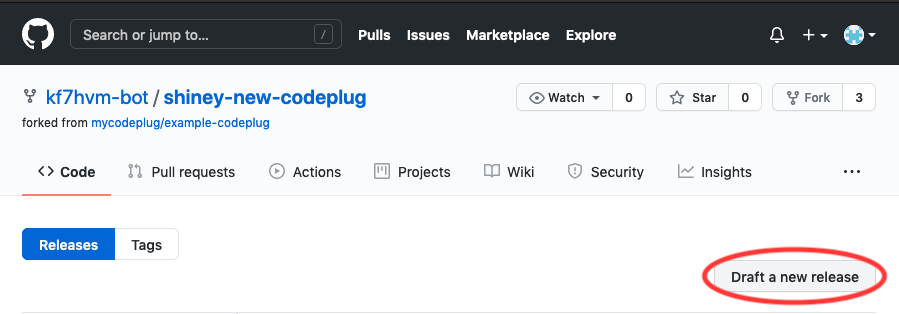 Search or jump to... / Pulls Issues Marketplace Explore
kf7hvm-bot / shiney-new-codeplug Watch 0 Star 0 Fork 3
forked from mycodeplug/example-codeplug
Code Pull requests Actions Projects Wiki Security Insights
Releases Tags
Draft a new release